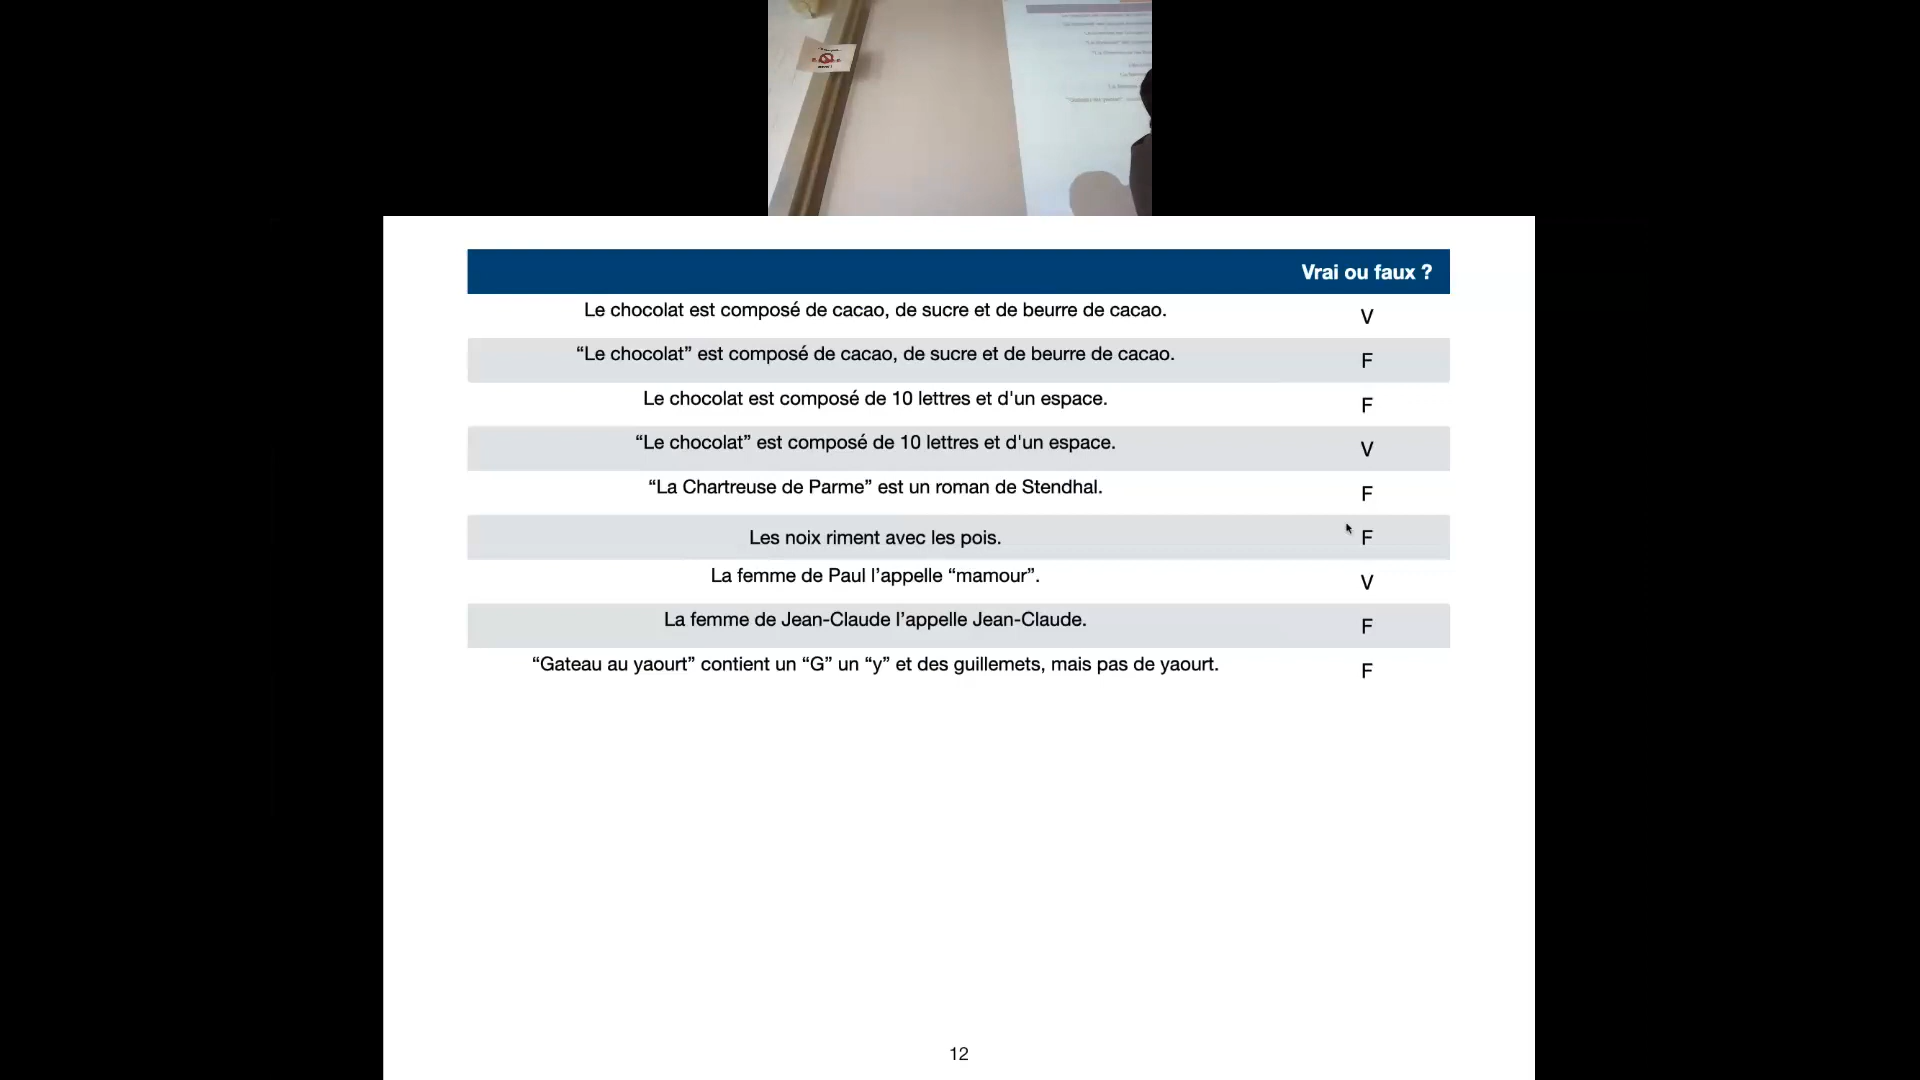 Vrai ou faux ?
Le chocolat est composé de cacao, de sucre et de beurre de cacao. V
“Le chocolat” est composé de cacao, de sucre et de beurre de cacao. F
Le chocolat est composé de 10 lettres et d'un espace. F
“Le chocolat” est composé de 10 lettres et d'un espace. V
“La Chartreuse de Parme” est un roman de Stendhal. F
Les noix riment avec les pois. F
La femme de Paul l’appelle “mamour”. V
La femme de Jean-Claude l’appelle Jean-Claude. F
“Gateau au yaourt” contient un “G” un “y” et des guillemets, mais pas de yaourt. F
12